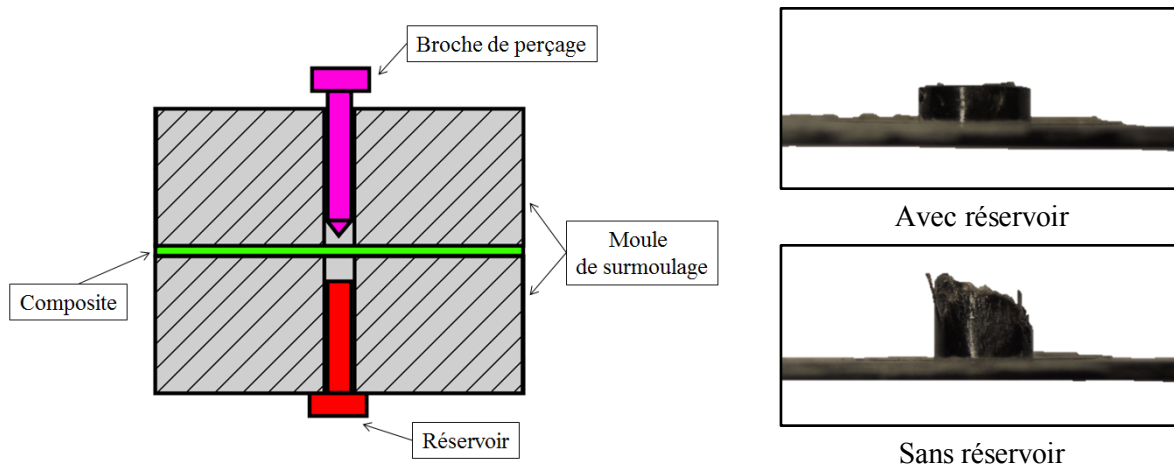 Broche de perçage
Composite
Moule
de surmoulage
Réservoir
Avec réservoir
Sans réservoir